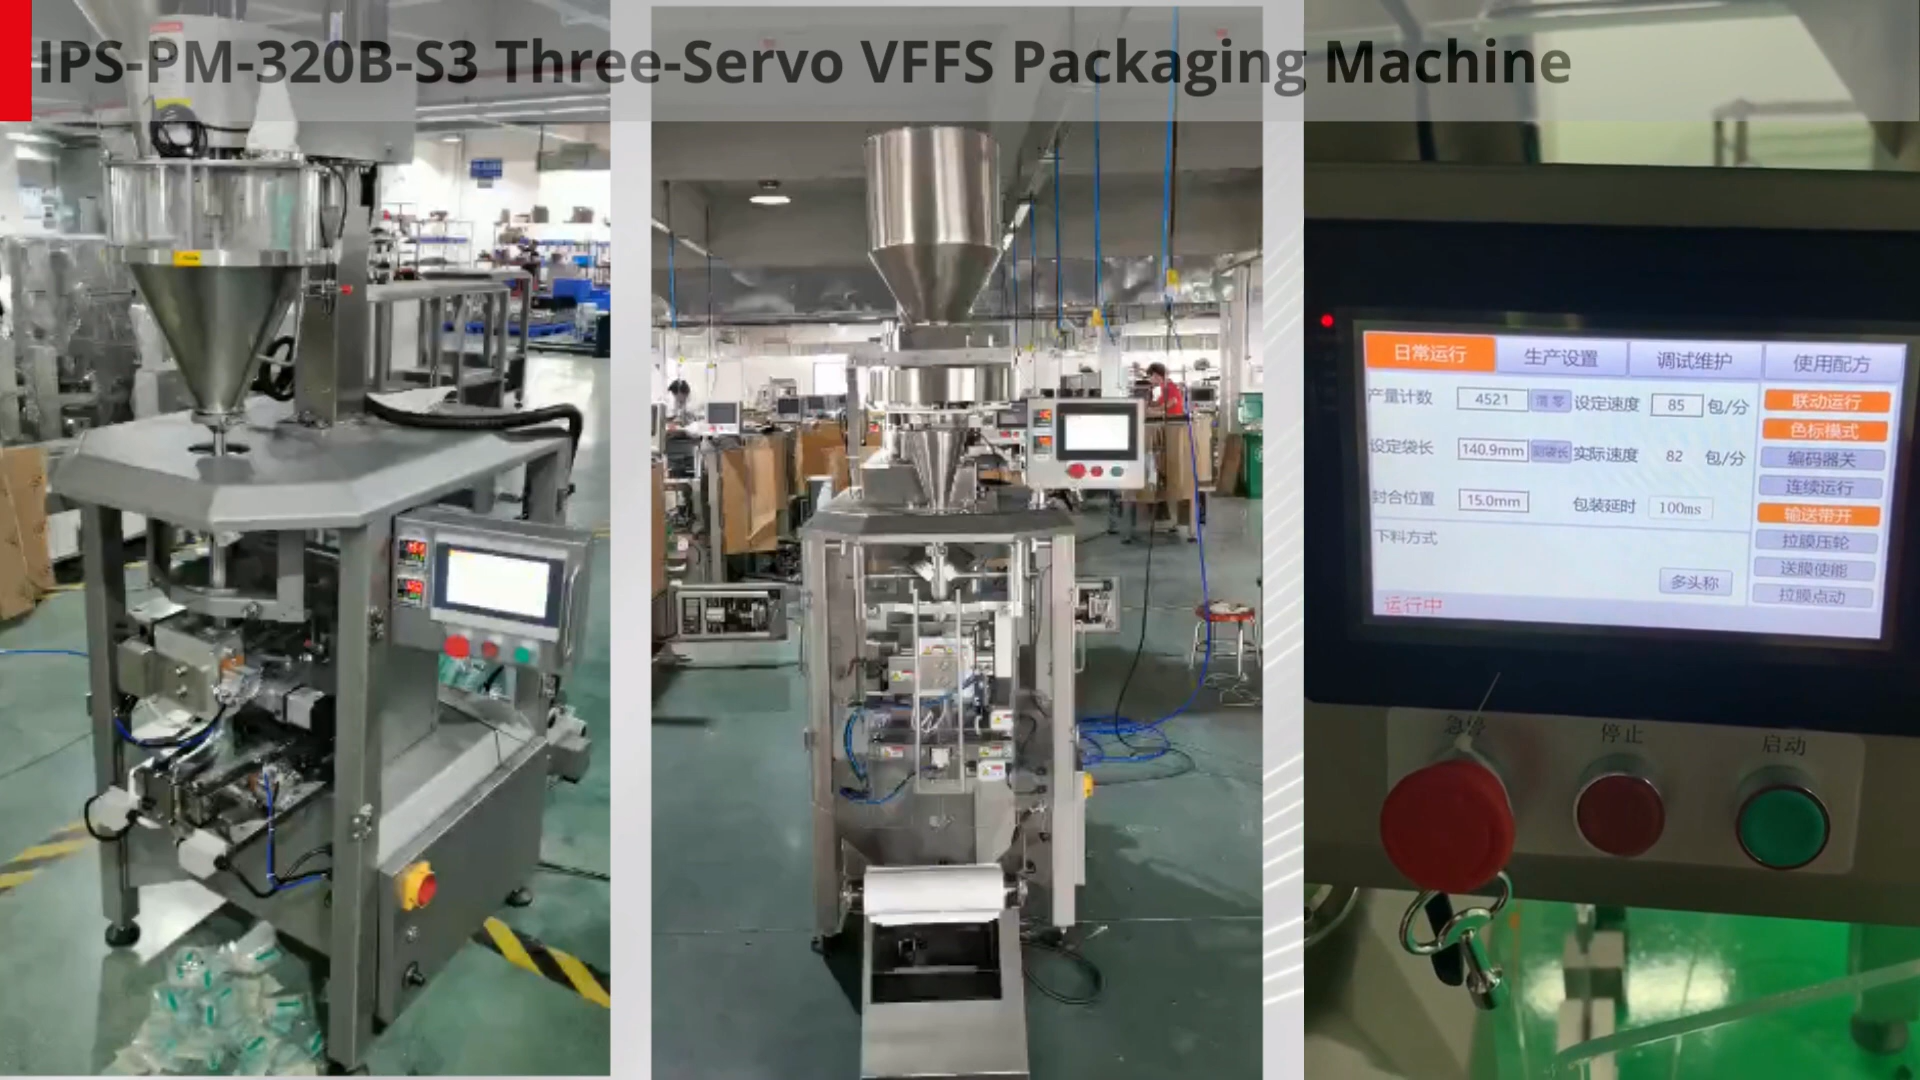 IPS-PM-320B-S3 Three-Servo VFFS Packaging Machine
日常运行 生产设置 调试维护 使用配方
产量计数 4521 清零 设定速度 85 包/分 联动运行
色标模式
设定袋长 140.9mm 实际速度 82 包/分 编码器关
连续运行
封合位置 15.0mm 包装延时 100ms 输送带开
下料方式 拉膜压轮
多头称 送膜使能
运行中 拉膜点动
急停 停止 启动